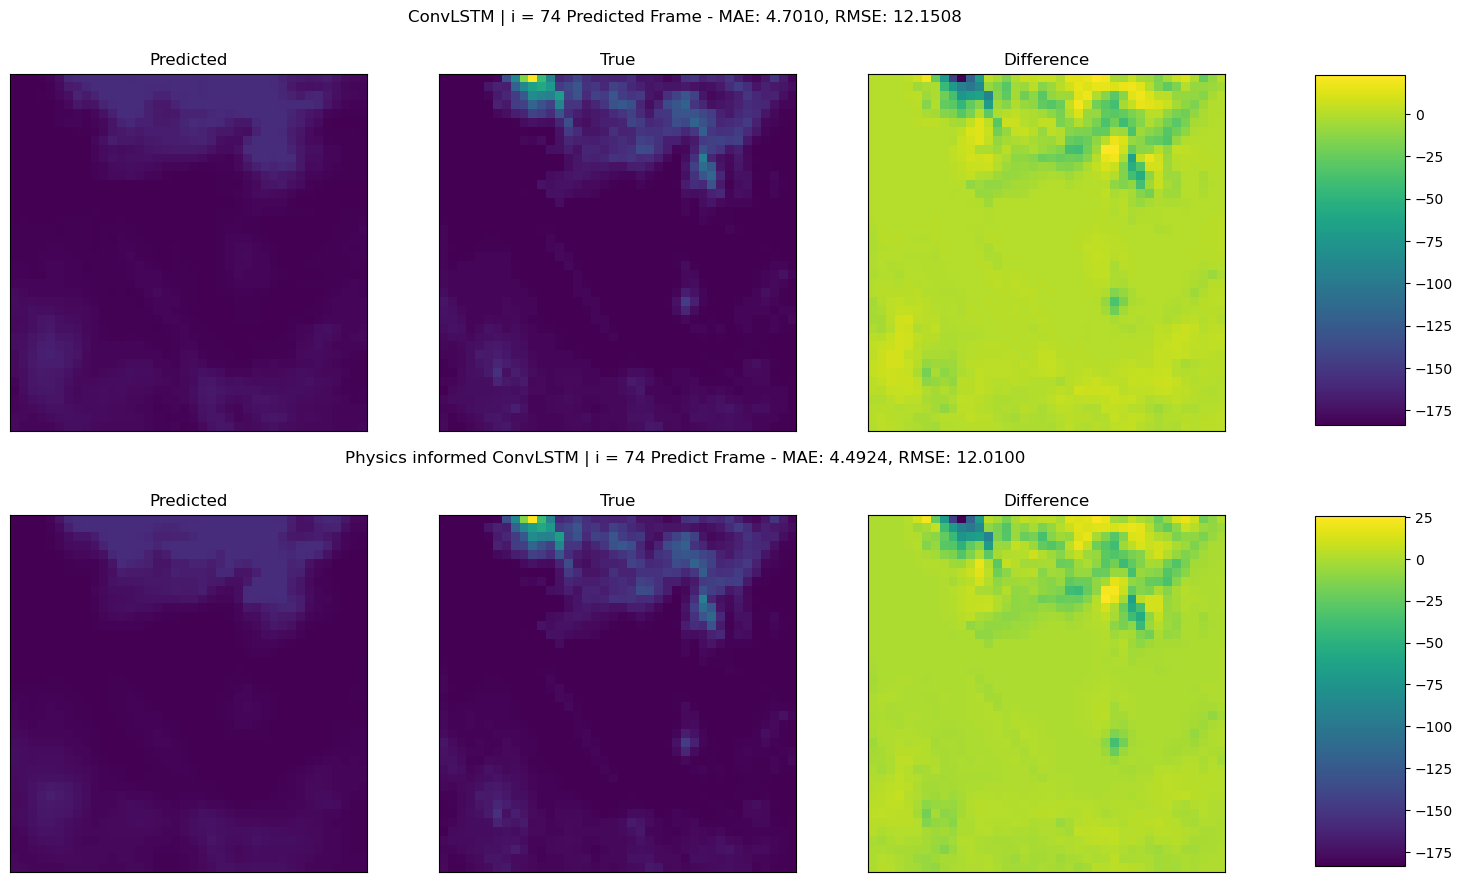 ConvLSTM | i = 74 Predicted Frame - MAE: 4.7010, RMSE: 12.1508
Predicted
True
Difference
0
−25
−50
−75
−100
−125
−150
−175
Physics informed ConvLSTM | i = 74 Predict Frame - MAE: 4.4924, RMSE: 12.0100
Predicted
True
Difference
25
0
−25
−50
−75
−100
−125
−150
−175